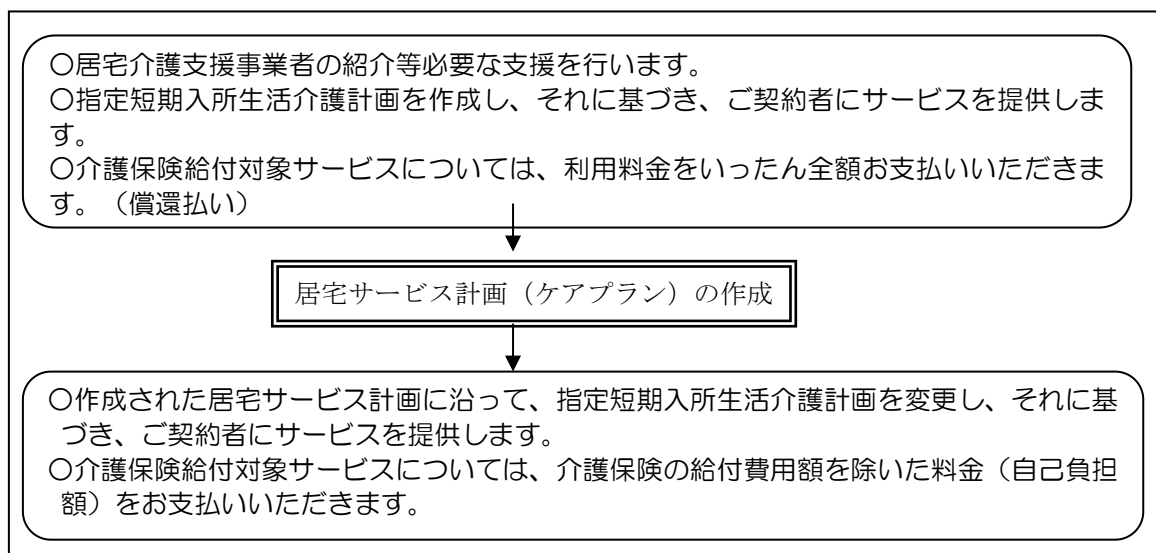 〇居宅介護支援事業者の紹介等必要な支援を行います。
〇指定短期入所生活介護計画を作成し、それに基づき、ご契約者にサービスを提供しま
す。
〇介護保険給付対象サービスについては、利用料金をいったん全額お支払いいただきま
す。（償還払い）
居宅サービス計画（ケアプラン）の作成
〇作成された居宅サービス計画に沿って、指定短期入所生活介護計画を変更し、それに基
づき、ご契約者にサービスを提供します。
〇介護保険給付対象サービスについては、介護保険の給付費用額を除いた料金（自己負担
額）をお支払いいただきます。